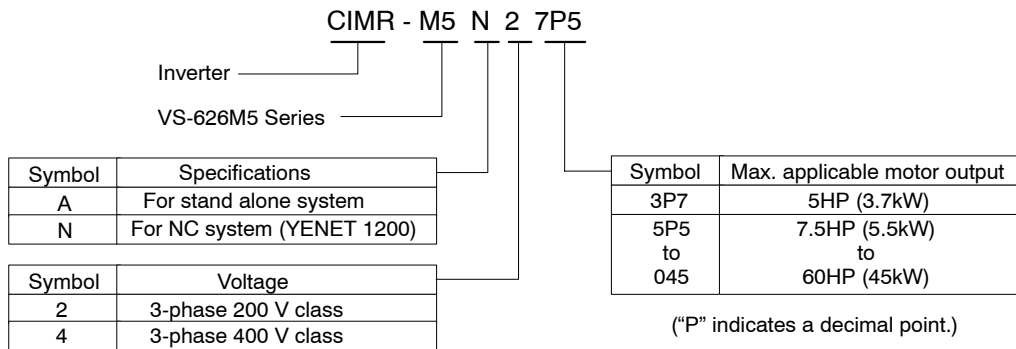 CIMR - M5 N 2 7P5
Inverter
VS-626M5 Series
Symbol Specifications
A For stand alone system
N For NC system (YENET 1200)
Symbol Voltage
2 3-phase 200 V class
4 3-phase 400 V class
Symbol Max. applicable motor output
3P7 5HP (3.7kW)
5P5 7.5HP (5.5kW)
to to
045 60HP (45kW)
(“P” indicates a decimal point.)